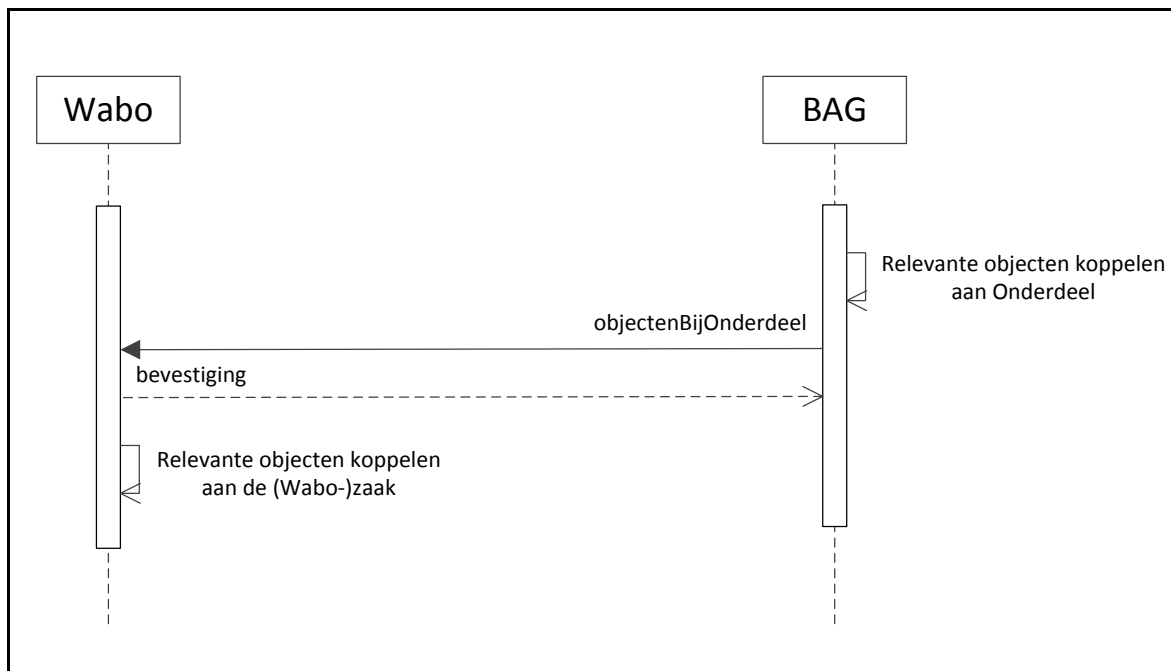 Wabo
BAG
Relevante objecten koppelen
aan Onderdeel
objectenBijOnderdeel
bevestiging
Relevante objecten koppelen
aan de (Wabo-)zaak